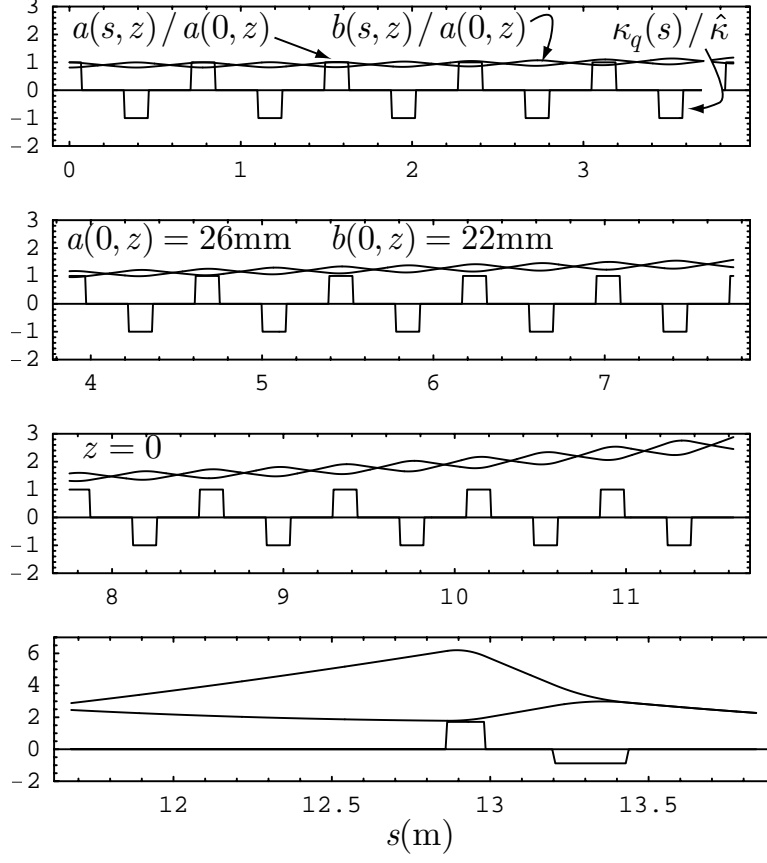 a(s, z)/a(0, z) b(s, z)/a(0, z) κ_q(s)/κ̂
3
2
1
0
−1
−2
0 1 2 3
a(0, z) = 26mm b(0, z) = 22mm
3
2
1
0
−1
−2
4 5 6 7
z = 0
3
2
1
0
−1
−2
8 9 10 11
6
4
2
0
−2
12 12.5 13 13.5
s(m)